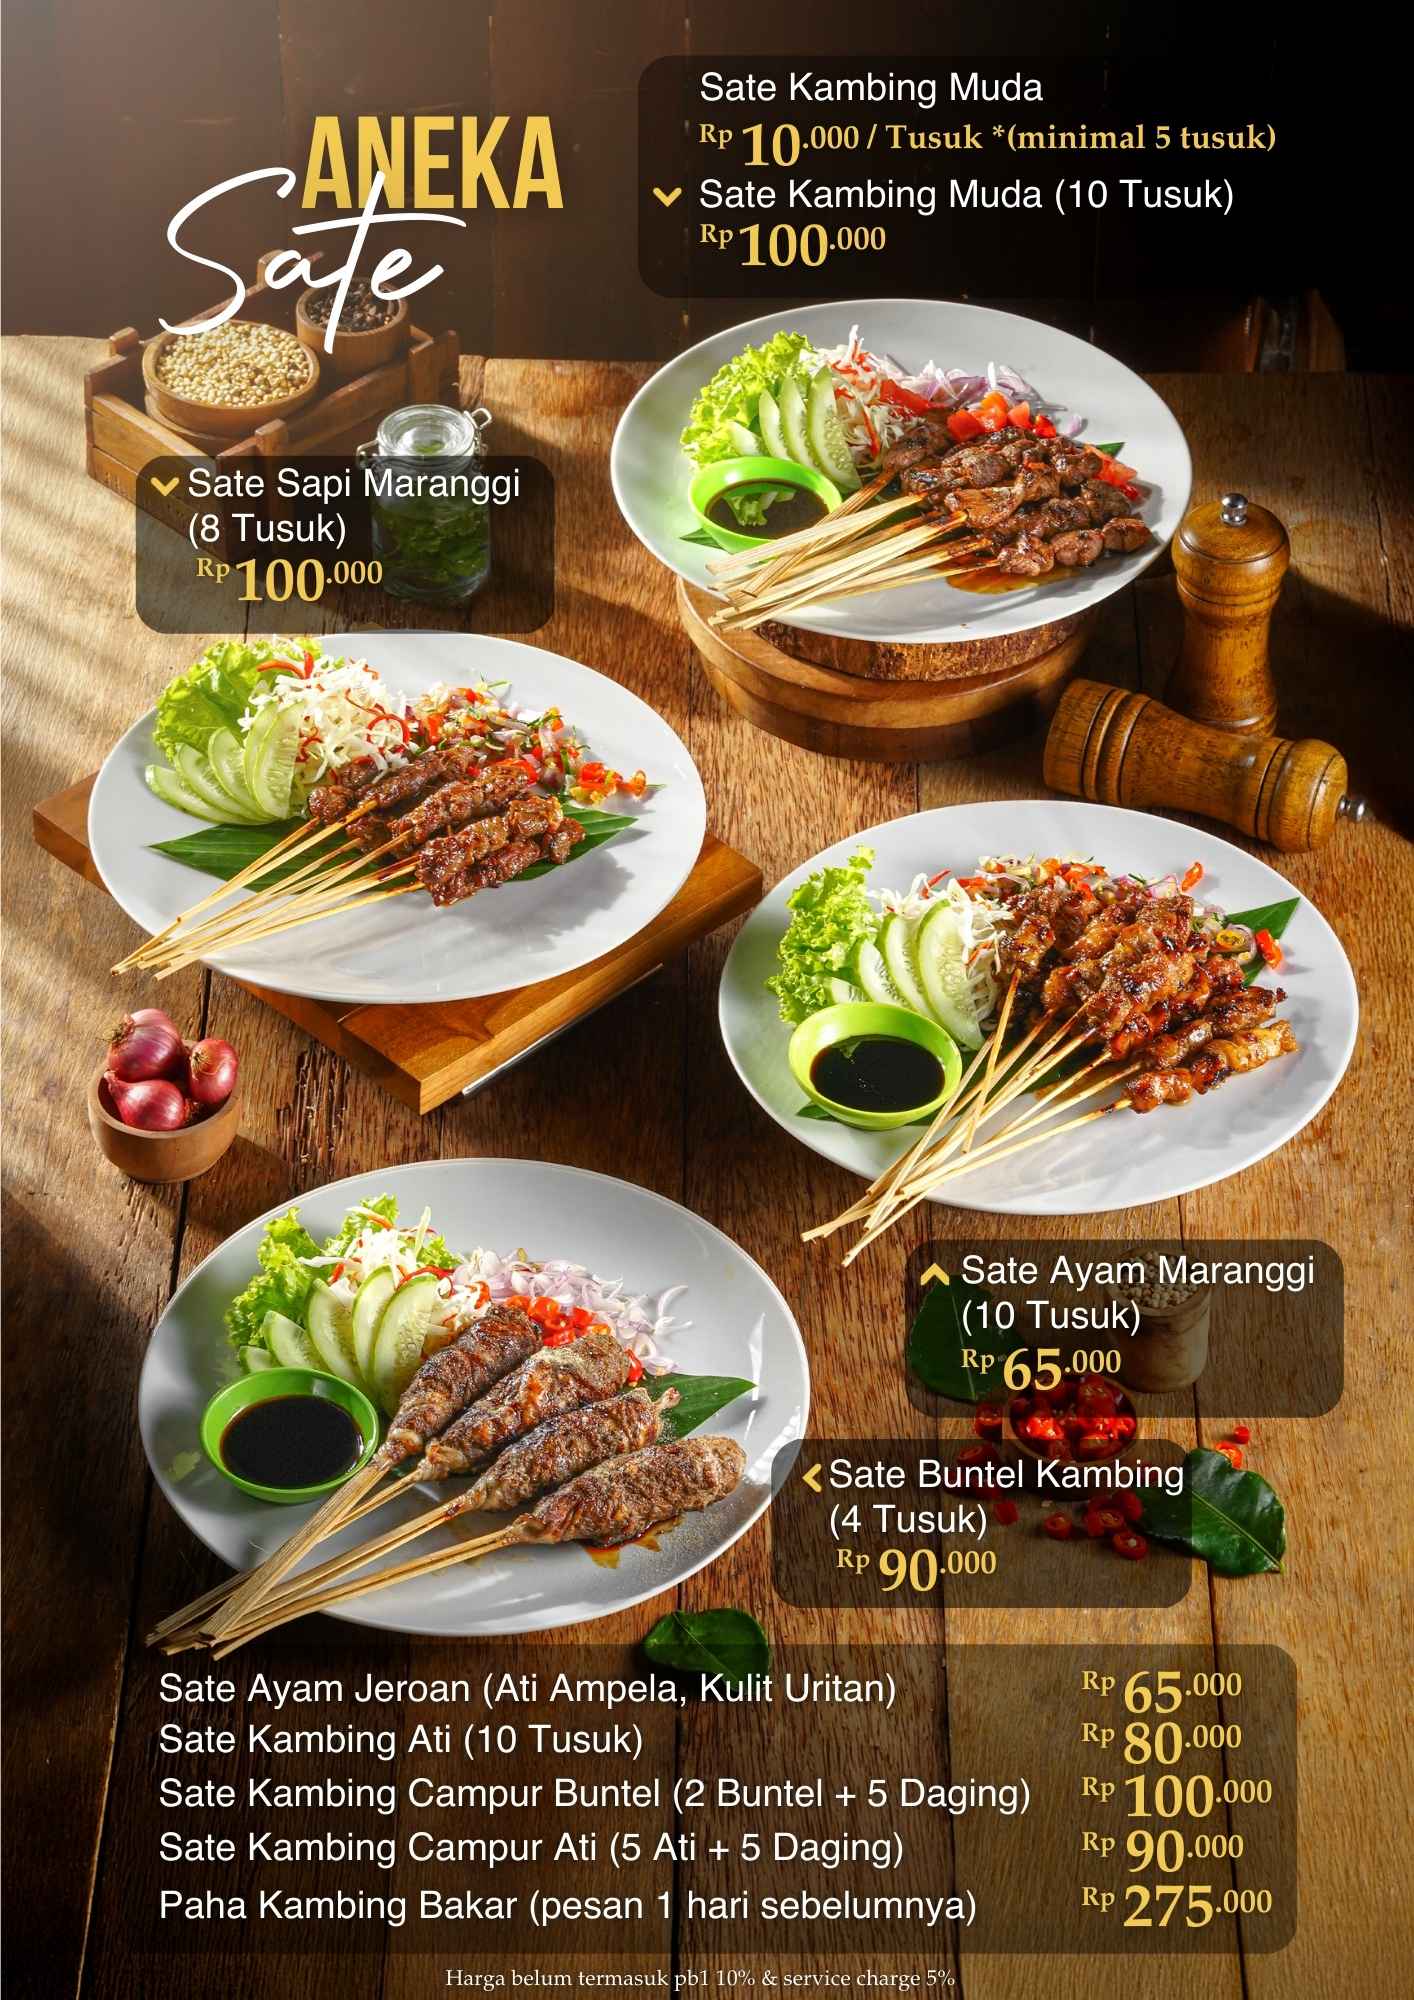 ANEKA
Sate
Sate Kambing Muda
Rp 10.000 / Tusuk *(minimal 5 tusuk)
Sate Kambing Muda (10 Tusuk)
Rp 100.000
Sate Sapi Maranggi
(8 Tusuk)
Rp 100.000
Sate Ayam Maranggi
(10 Tusuk)
Rp 65.000
Sate Buntel Kambing
(4 Tusuk)
Rp 90.000
Sate Ayam Jeroan (Ati Ampela, Kulit Uritan) Rp 65.000
Sate Kambing Ati (10 Tusuk) Rp 80.000
Sate Kambing Campur Buntel (2 Buntel + 5 Daging) Rp 100.000
Sate Kambing Campur Ati (5 Ati + 5 Daging) Rp 90.000
Paha Kambing Bakar (pesan 1 hari sebelumnya) Rp 275.000
Harga belum termasuk pb1 10% & service charge 5%